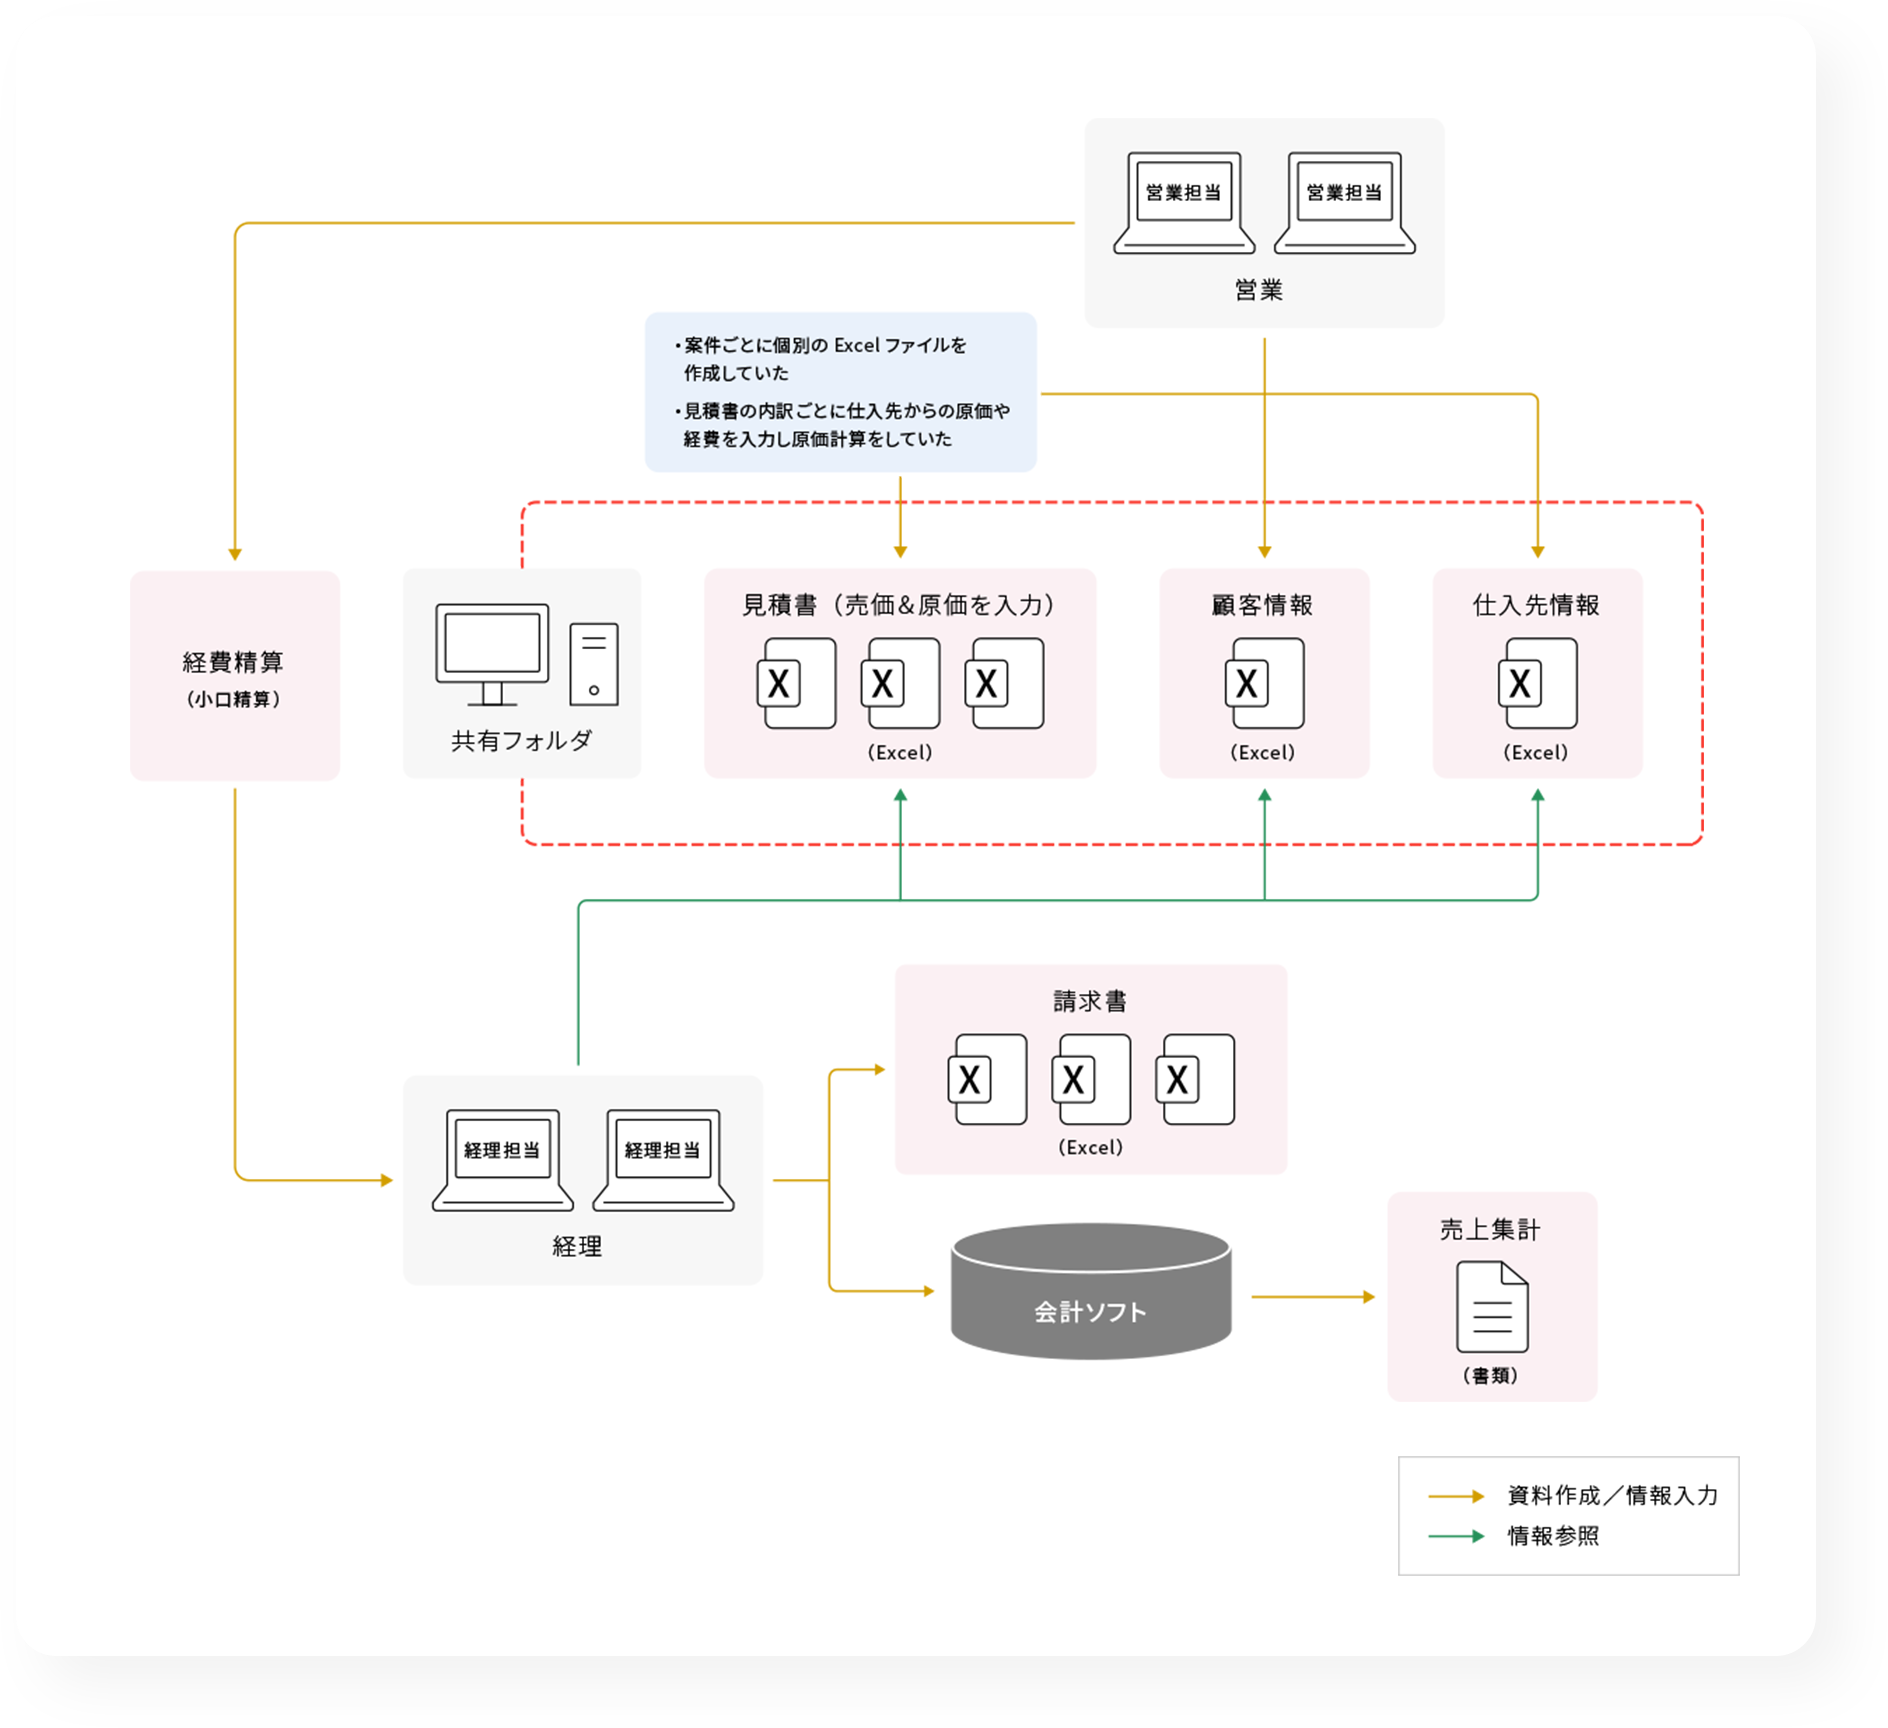 営業担当
営業担当
営業
・案件ごとに個別の Excel ファイルを
作成していた
・見積書の内訳ごとに仕入先からの原価や
経費を入力し原価計算をしていた
経費精算
（小口精算）
共有フォルダ
見積書（売価＆原価を入力）
X
X
X
（Excel）
顧客情報
X
（Excel）
仕入先情報
X
（Excel）
請求書
X
X
X
（Excel）
経理担当
経理担当
経理
会計ソフト
売上集計
（書類）
資料作成／情報入力
情報参照